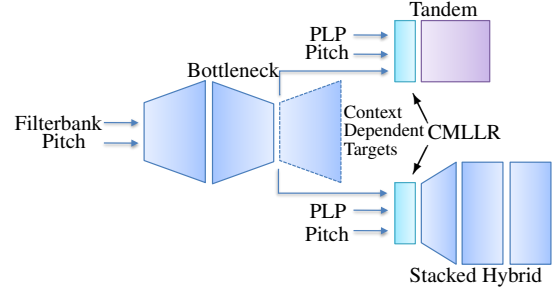 Tandem
PLP
Pitch
Bottleneck
Filterbank
Pitch
Context
Dependent
Targets
CMLLR
PLP
Pitch
Stacked Hybrid